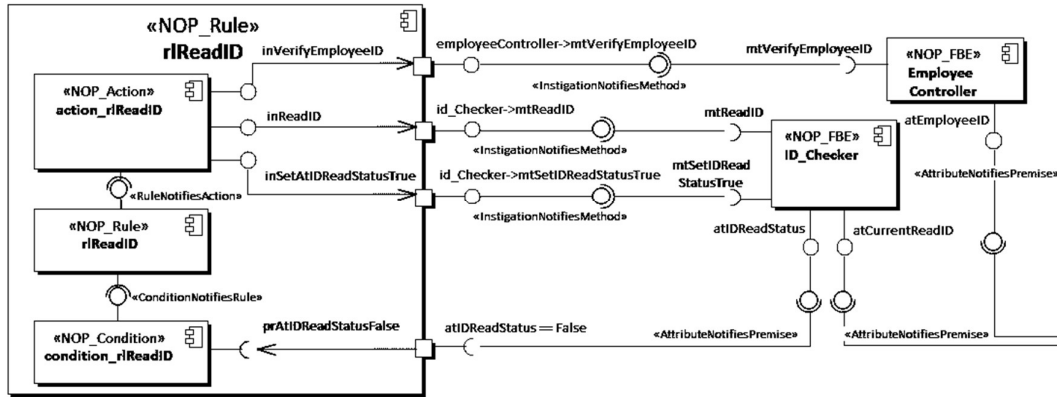 «NOP_Rule»
rlReadID
inVerifyEmployeeID
employeeController->mtVerifyEmployeeID
mtVerifyEmployeeID
«NOP_FBE»
Employee
Controller
«NOP_Action»
action_rlReadID
«InstigationNotifiesMethod»
inReadID
id_Checker->mtReadID
mtReadID
atEmployeeID
«NOP_FBE»
ID_Checker
«InstigationNotifiesMethod»
inSetAtIDReadStatusTrue
id_Checker->mtSetIDReadStatusTrue
mtSetIDRead
StatusTrue
«AttributeNotifiesPremise»
«RuleNotifiesAction»
«InstigationNotifiesMethod»
«NOP_Rule»
rlReadID
atIDReadStatus
atCurrentReadID
«ConditionNotifiesRule»
«NOP_Condition»
condition_rlReadID
prAtIDReadStatusFalse
atIDReadStatus == False
«AttributeNotifiesPremise»
«AttributeNotifiesPremise»